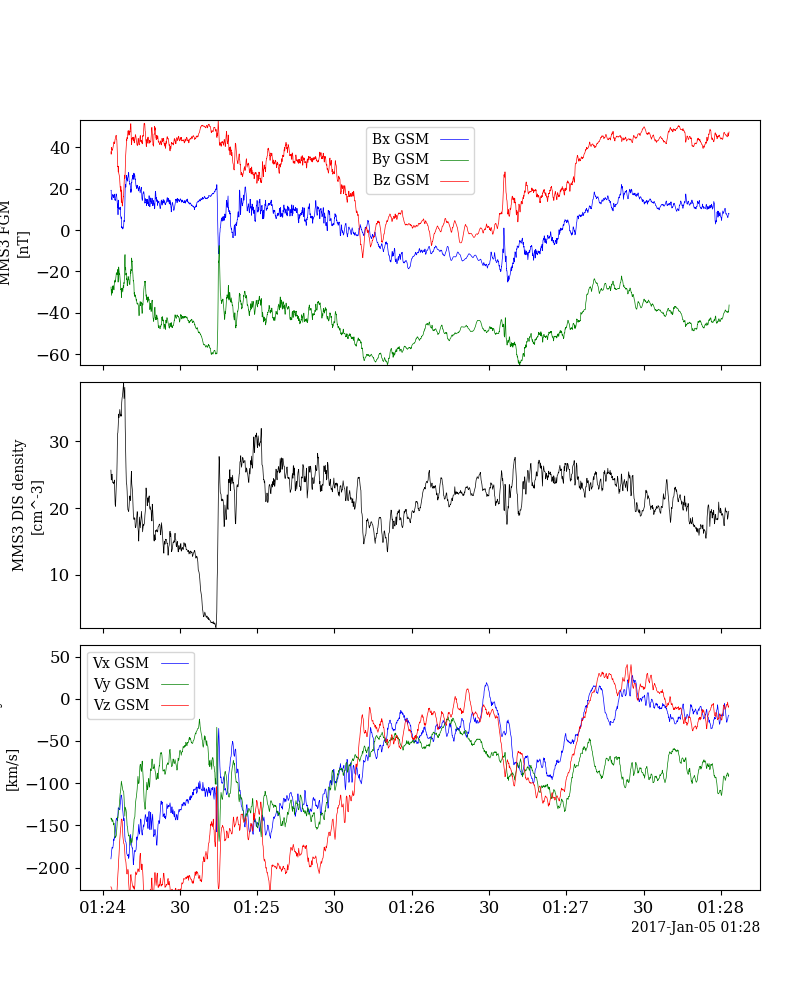 Bx GSM
By GSM
Bz GSM
40
20
0
−20
−40
−60
MMS3 FGM
[nT]
30
20
10
MMS3 DIS density
[cm^-3]
Vx GSM
Vy GSM
Vz GSM
50
0
−50
−100
−150
−200
[km/s]
01:24
30
01:25
30
01:26
30
01:27
30
01:28
2017-Jan-05 01:28